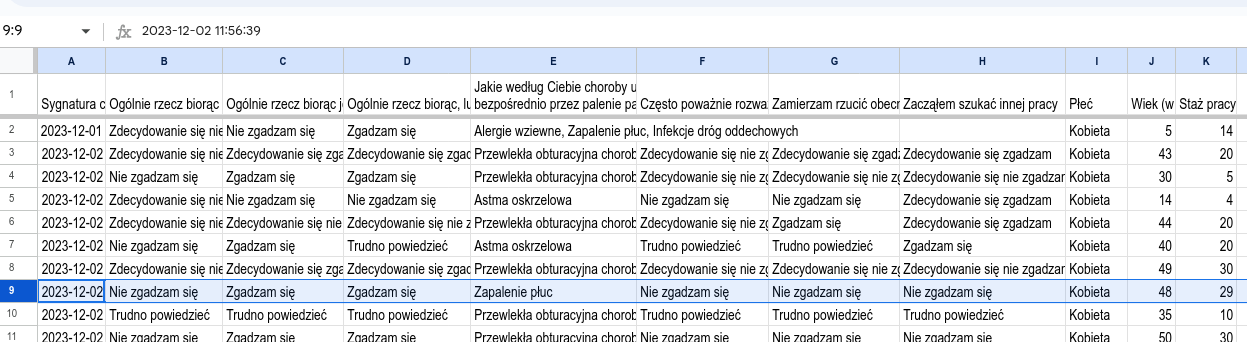 9:9 fx 2023-12-02 11:56:39
A B C D E F G H I J K
Jakie według Ciebie choroby
1 Sygnatura Ogólnie rzecz biorąc Ogólnie rzecz biorąc Ogólnie rzecz biorąc, bezpośrednio przez palenie Często poważnie Zamierzam rzucić Zacząłem szukać innej pracy Płeć Wiek (w Staż pracy
2 2023-12-01 Zdecydowanie się nie Nie zgadzam się Zgadzam się Alergie wziewne, Zapalenie płuc, Infekcje dróg oddechowych Kobieta 5 14
3 2023-12-02 Zdecydowanie się nie Zdecydowanie się zga Zdecydowanie się zgad Przewlekła obturacyjna chorob Zdecydowanie się nie zg Zdecydowanie się zgadz Zdecydowanie się zgadzam Kobieta 43 20
4 2023-12-02 Nie zgadzam się Zgadzam się Zgadzam się Przewlekła obturacyjna chorob Zdecydowanie się nie zg Zdecydowanie się nie zg Zdecydowanie się nie zgadzam Kobieta 30 5
5 2023-12-02 Zdecydowanie się nie Nie zgadzam się Nie zgadzam się Astma oskrzelowa Nie zgadzam się Nie zgadzam się Zdecydowanie się zgadzam Kobieta 14 4
6 2023-12-02 Zdecydowanie się nie Zdecydowanie się nie Zdecydowanie się nie z Przewlekła obturacyjna chorob Zdecydowanie się nie zg Zgadzam się Zdecydowanie się zgadzam Kobieta 44 20
7 2023-12-02 Nie zgadzam się Zgadzam się Trudno powiedzieć Astma oskrzelowa Trudno powiedzieć Trudno powiedzieć Zgadzam się Kobieta 40 20
8 2023-12-02 Zdecydowanie się nie Zdecydowanie się zga Zdecydowanie się zgad Przewlekła obturacyjna chorob Zdecydowanie się nie zg Zdecydowanie się nie zg Zdecydowanie się nie zgadzam Kobieta 49 30
9 2023-12-02 Nie zgadzam się Zgadzam się Zgadzam się Zapalenie płuc Nie zgadzam się Nie zgadzam się Nie zgadzam się Kobieta 48 29
10 2023-12-02 Trudno powiedzieć Trudno powiedzieć Trudno powiedzieć Przewlekła obturacyjna chorob Trudno powiedzieć Trudno powiedzieć Trudno powiedzieć Kobieta 35 10
11 2023-12-02 Nie zgadzam się Zgadzam się Zgadzam się Przewlekła obturacyjna chorob Nie zgadzam się Nie zgadzam się Nie zgadzam się Kobieta 50 30